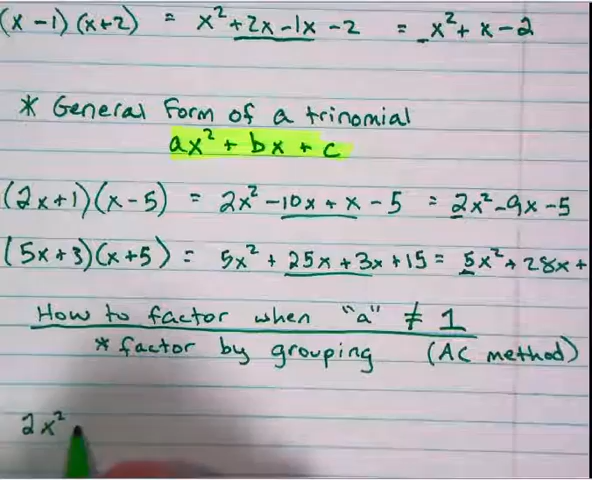 (x-1)(x+2) = x²+2x-1x-2 = x²+x-2
* General Form of a trinomial
ax² + bx + c
(2x+1)(x-5) = 2x²-10x+x-5 = 2x²-9x-5
(5x+3)(x+5) = 5x²+25x+3x+15 = 5x²+28x+
How to factor when "a" ≠ 1
* factor by grouping (AC method)
2x²